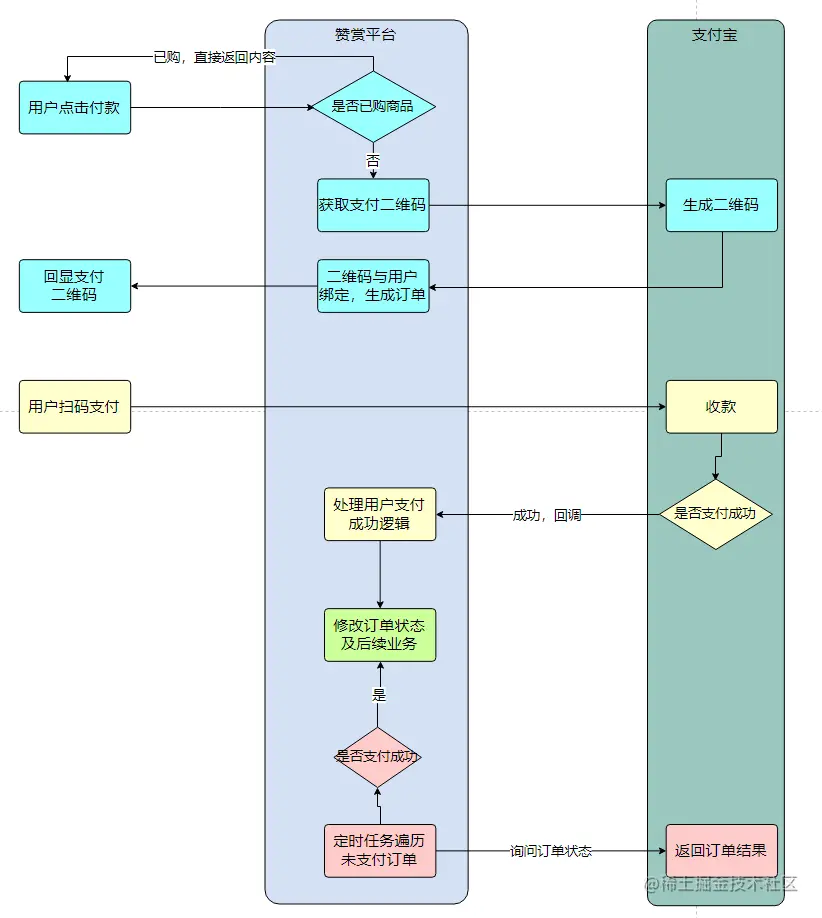 赞赏平台
支付宝
已购，直接返回内容
用户点击付款
是否已购商品
否
获取支付二维码
生成二维码
回显支付
二维码
二维码与用户
绑定，生成订单
用户扫码支付
收款
处理用户支付
成功逻辑
成功，回调
是否支付成功
修改订单状态
及后续业务
是
是否支付成功
定时任务遍历
未支付订单
询问订单状态
返回订单结果
@稀土掘金技术社区